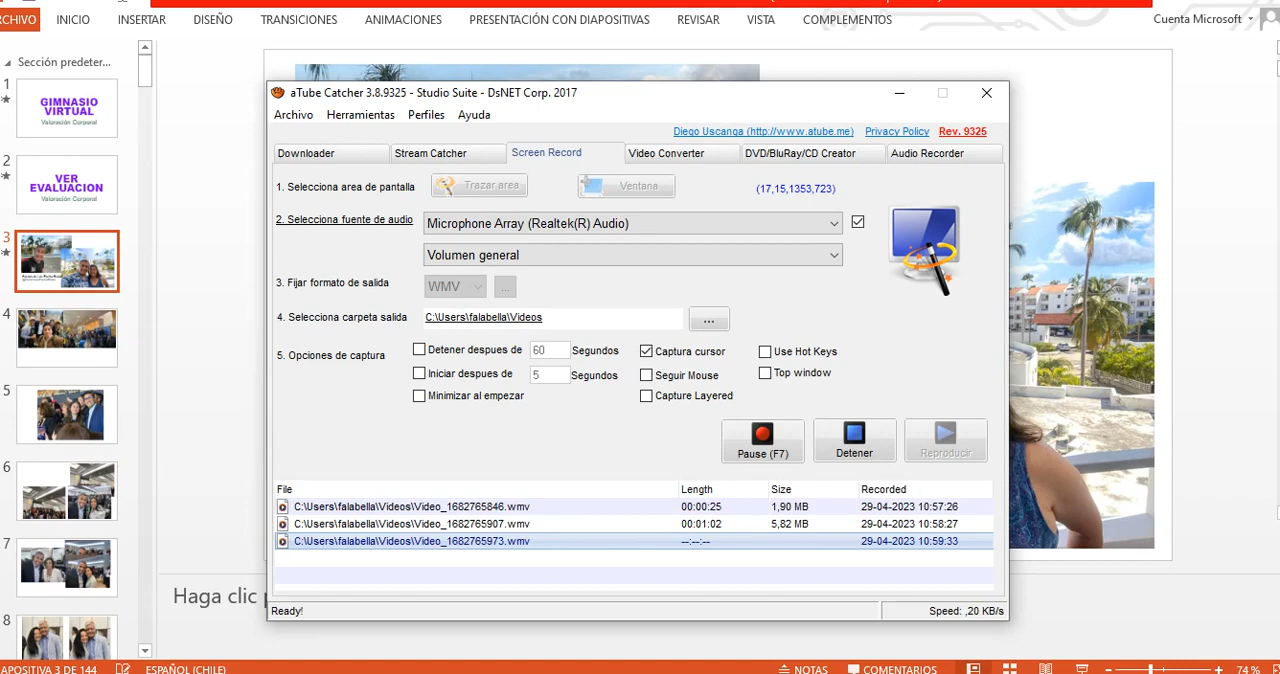 RCHIVO INICIO INSERTAR DISEÑO TRANSICIONES ANIMACIONES PRESENTACIÓN CON DIAPOSITIVAS REVISAR VISTA COMPLEMENTOS Cuenta Microsoft
Sección predeter...
1
GIMNASIO
VIRTUAL
Valoración Corporal
2
VER
EVALUACION
Valoración Corporal
3
4
5
6
7
8
aTube Catcher 3.8.9325 - Studio Suite - DsNET Corp. 2017
Archivo Herramientas Perfiles Ayuda
Diego Uscanga (http://www.atube.me) Privacy Policy Rev. 9325
Downloader Stream Catcher Screen Record Video Converter DVD/BluRay/CD Creator Audio Recorder
1. Selecciona area de pantalla Trazar area Ventana (17,15,1353,723)
2. Selecciona fuente de audio Microphone Array (Realtek(R) Audio)
Volumen general
3. Fijar formato de salida WMV ...
4. Selecciona carpeta salida C:\Users\falabella\Videos ...
5. Opciones de captura
Detener despues de 60 Segundos Captura cursor Use Hot Keys
Iniciar despues de 5 Segundos Seguir Mouse Top window
Minimizar al empezar Capture Layered
Pause (F7) Detener Reproducir
File Length Size Recorded
C:\Users\falabella\Videos\Video_1682765846.wmv 00:00:25 1,90 MB 29-04-2023 10:57:26
C:\Users\falabella\Videos\Video_1682765907.wmv 00:01:02 5,82 MB 29-04-2023 10:58:27
C:\Users\falabella\Videos\Video_1682765973.wmv --:--:-- 29-04-2023 10:59:33
Haga clic
Ready! Speed: ,20 KB/s
APOSITIVA 3 DE 144 ESPAÑOL (CHILE) NOTAS COMENTARIOS 74 %